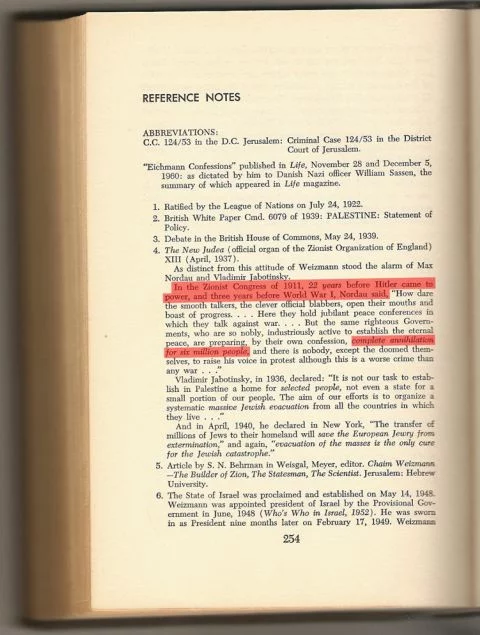 REFERENCE NOTES
ABBREVIATIONS:
C.C. 124/53 in the D.C. Jerusalem: Criminal Case 124/53 in the District
Court of Jerusalem.
"Eichmann Confessions" published in Life, November 28 and December 5,
1960: as dictated by him to Danish Nazi officer William Sassen, the
summary of which appeared in Life magazine.
1. Ratified by the League of Nations on July 24, 1922.
2. British White Paper Cmd. 6079 of 1939: PALESTINE: Statement of
Policy.
3. Debate in the British House of Commons, May 24, 1939.
4. The New Judea (official organ of the Zionist Organization of England)
XIII (April, 1937).
As distinct from this attitude of Weizmann stood the alarm of Max
Nordau and Vladimir Jabotinsky.
In the Zionist Congress of 1911, 22 years before Hitler came to
power, and three years before World War I, Nordau said, "How dare
the smooth talkers, the clever official blabbers, open their mouths and
boast of progress. . . . Here they hold jubilant peace conferences in
which they talk against war. . . . But the same righteous Govern-
ments, who are so nobly, industriously active to establish the eternal
peace, are preparing, by their own confession, complete annihilation
for six million people, and there is nobody, except the doomed them-
selves, to raise his voice in protest although this is a worse crime than
any war . . ."
Vladimir Jabotinsky, in 1936, declared: "It is not our task to estab-
lish in Palestine a home for selected people, not even a state for a
small portion of our people. The aim of our efforts is to organize a
systematic massive Jewish evacuation from all the countries in which
they live . . ."
And in April, 1940, he declared in New York, "The transfer of
millions of Jews to their homeland will save the European Jewry from
extermination," and again, "evacuation of the masses is the only cure
for the Jewish catastrophe."
5. Article by S. N. Behrman in Weisgal, Meyer, editor. Chaim Weizmann
—The Builder of Zion, The Statesman, The Scientist. Jerusalem: Hebrew
University.
6. The State of Israel was proclaimed and established on May 14, 1948.
Weizmann was appointed president of Israel by the Provisional Gov-
ernment in June, 1948 (Who's Who in Israel, 1952). He was sworn
in as President nine months later on February 17, 1949. Weizmann
254